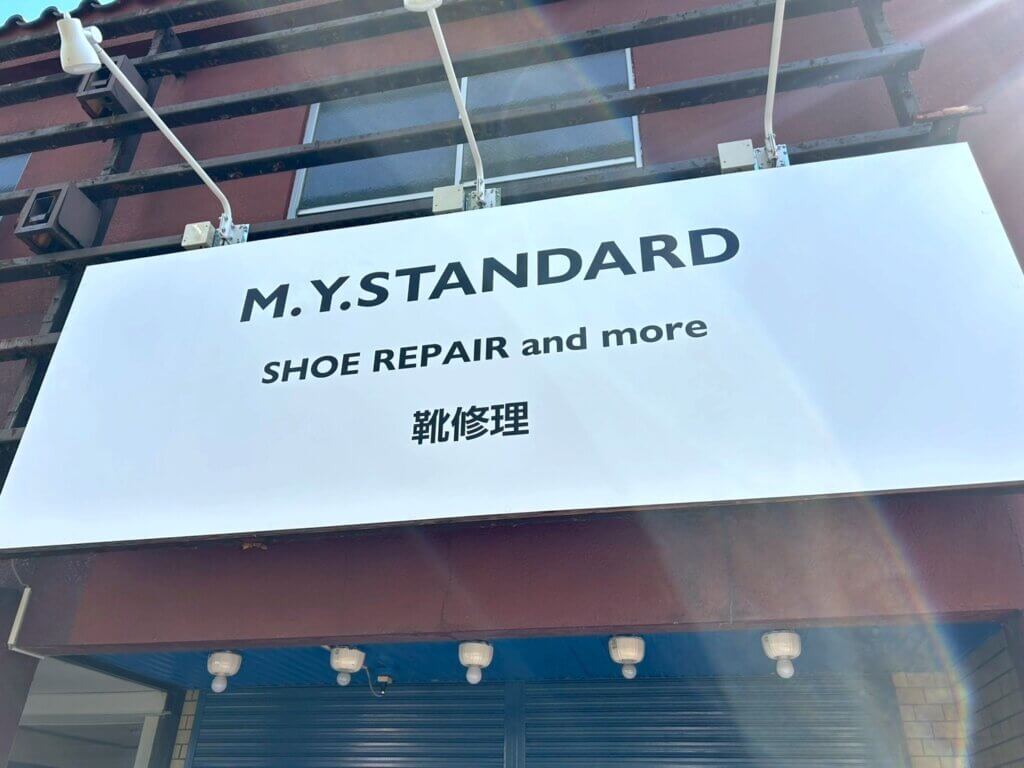 M.Y.STANDARD
SHOE REPAIR and more
靴修理